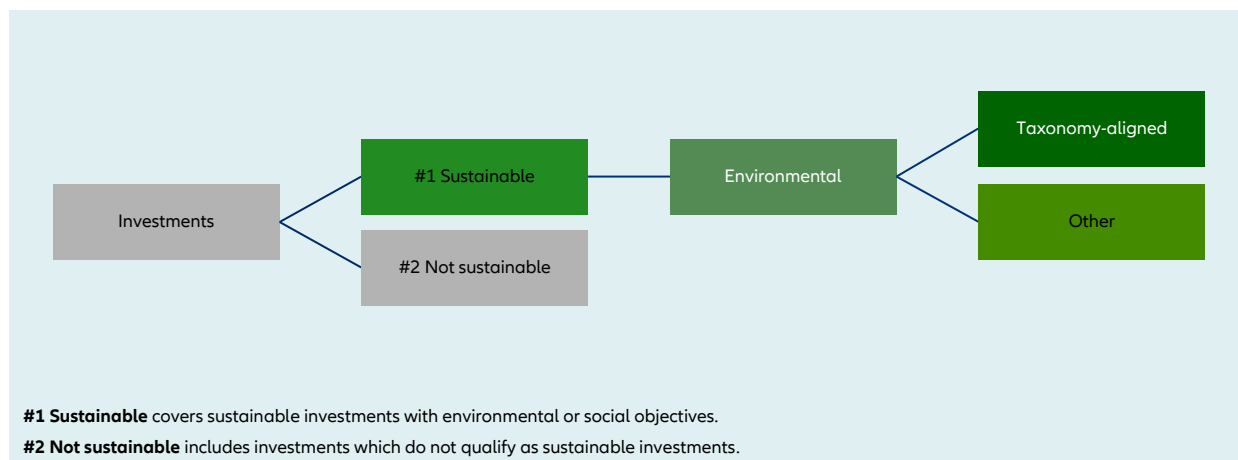 Investments
#1 Sustainable
#2 Not sustainable
Environmental
Taxonomy-aligned
Other
#1 Sustainable covers sustainable investments with environmental or social objectives.
#2 Not sustainable includes investments which do not qualify as sustainable investments.